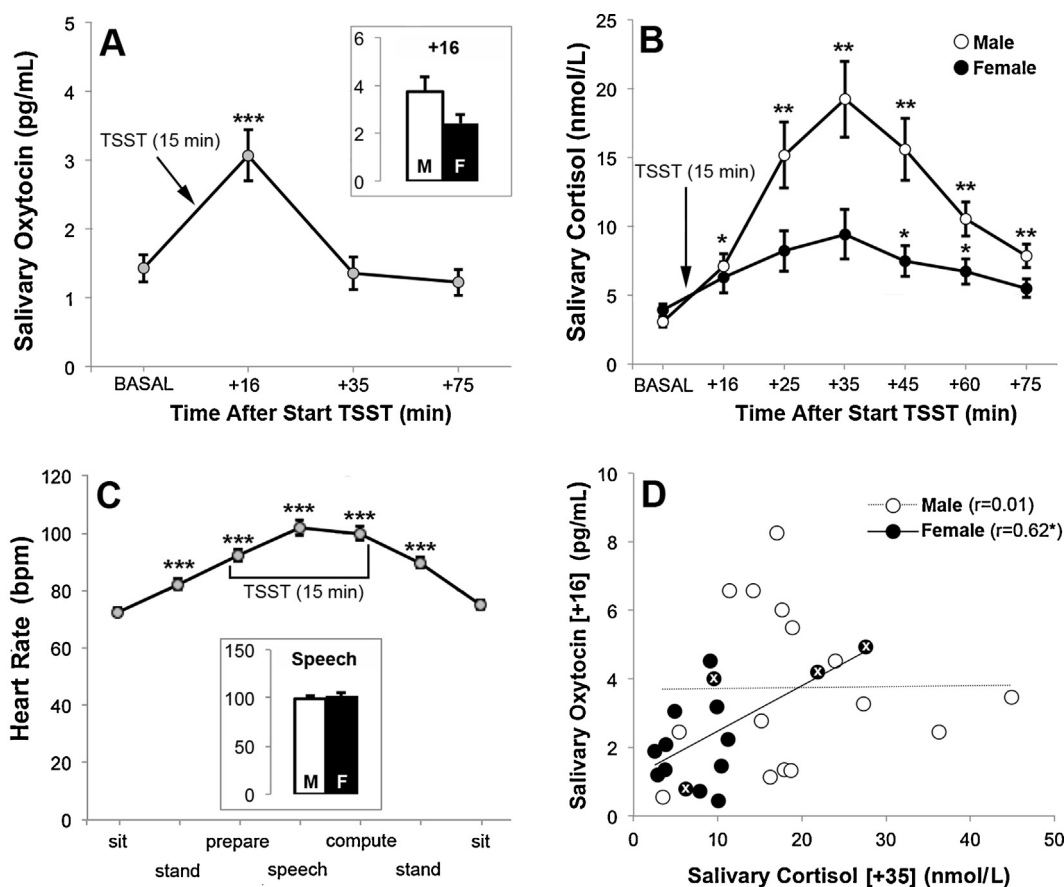 A
Salivary Oxytocin (pg/mL)
5
4
3
2
1
0
TSST (15 min)
***
+16
6
4
2
0
M
F
BASAL
+16
+35
+75
Time After Start TSST (min)
B
Salivary Cortisol (nmol/L)
25
20
15
10
5
0
Male
Female
TSST (15 min)
*
**
**
**
**
**
*
*
BASAL
+16
+25
+35
+45
+60
+75
Time After Start TSST (min)
C
Heart Rate (bpm)
120
100
80
60
40
20
0
***
***
***
***
***
TSST (15 min)
Speech
150
100
50
0
M
F
sit
stand
prepare
speech
compute
stand
sit
D
Salivary Oxytocin [+16] (pg/mL)
10
8
6
4
2
0
Male (r=0.01)
Female (r=0.62*)
X
X
X
X
0
10
20
30
40
50
Salivary Cortisol [+35] (nmol/L)